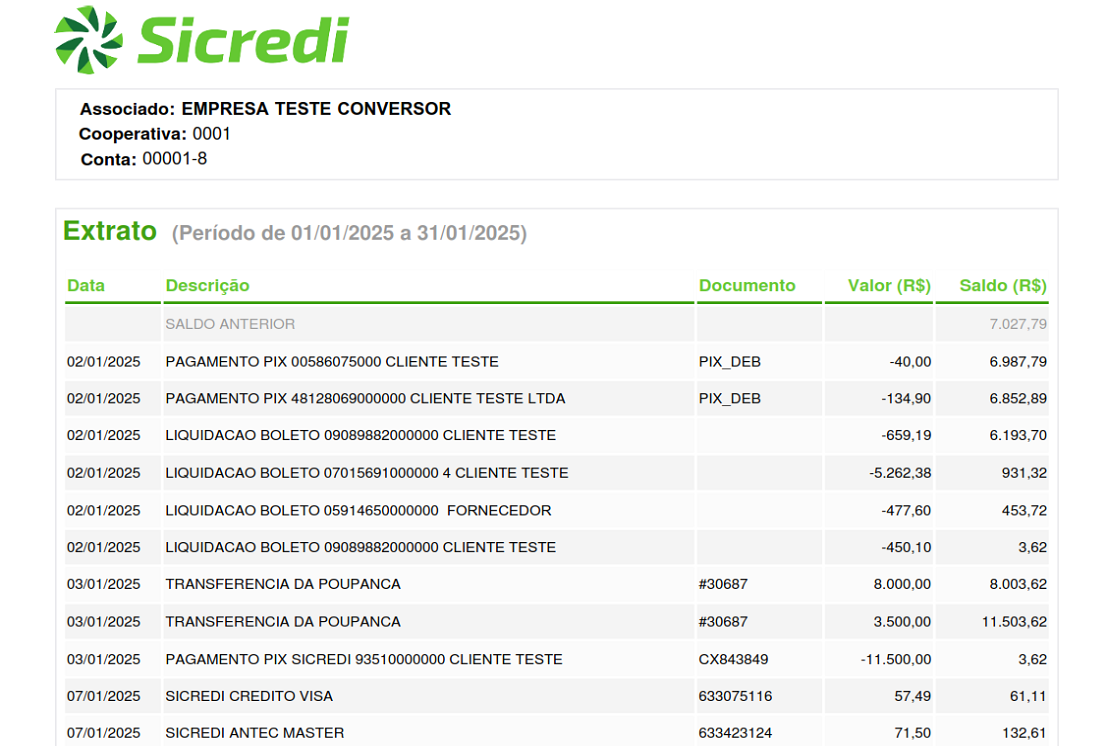 Sicredi
Associado: EMPRESA TESTE CONVERSOR
Cooperativa: 0001
Conta: 00001-8
Extrato (Período de 01/01/2025 a 31/01/2025)
Data Descrição Documento Valor (R$) Saldo (R$)
SALDO ANTERIOR 7.027,79
02/01/2025 PAGAMENTO PIX 00586075000 CLIENTE TESTE PIX_DEB -40,00 6.987,79
02/01/2025 PAGAMENTO PIX 48128069000000 CLIENTE TESTE LTDA PIX_DEB -134,90 6.852,89
02/01/2025 LIQUIDACAO BOLETO 09089882000000 CLIENTE TESTE -659,19 6.193,70
02/01/2025 LIQUIDACAO BOLETO 07015691000000 4 CLIENTE TESTE -5.262,38 931,32
02/01/2025 LIQUIDACAO BOLETO 05914650000000 FORNECEDOR -477,60 453,72
02/01/2025 LIQUIDACAO BOLETO 09089882000000 CLIENTE TESTE -450,10 3,62
03/01/2025 TRANSFERENCIA DA POUPANCA #30687 8.000,00 8.003,62
03/01/2025 TRANSFERENCIA DA POUPANCA #30687 3.500,00 11.503,62
03/01/2025 PAGAMENTO PIX SICREDI 93510000000 CLIENTE TESTE CX843849 -11.500,00 3,62
07/01/2025 SICREDI CREDITO VISA 633075116 57,49 61,11
07/01/2025 SICREDI ANTEC MASTER 633423124 71,50 132,61